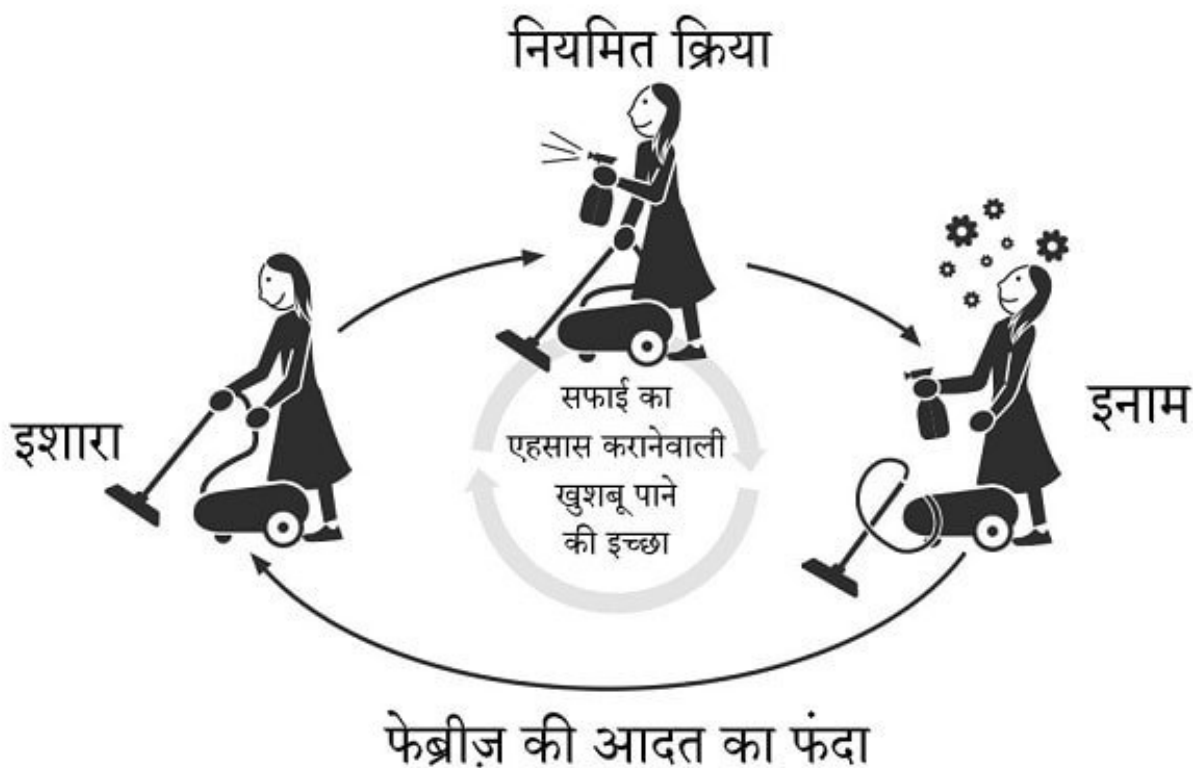 नियमित क्रिया
इशारा
सफाई का
एहसास करानेवाली
खुशबू पाने
की इच्छा
इनाम
फेब्रीज़ की आदत का फंदा